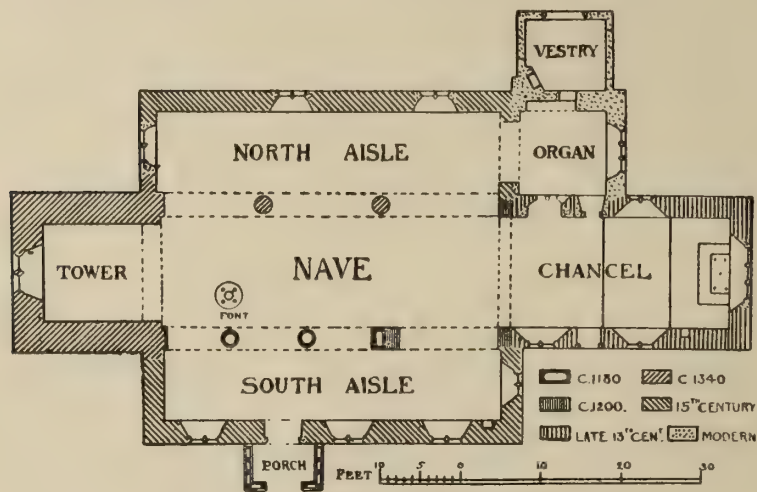 VESTRY
NORTH AISLE
ORGAN
TOWER
NAVE
CHANCEL
FONT
SOUTH AISLE
PORCH
C.1180
C 1340
C.1200.
15TH CENTURY
LATE 13TH CENT.
MODERN
FEET
10 5 0 10 20 30